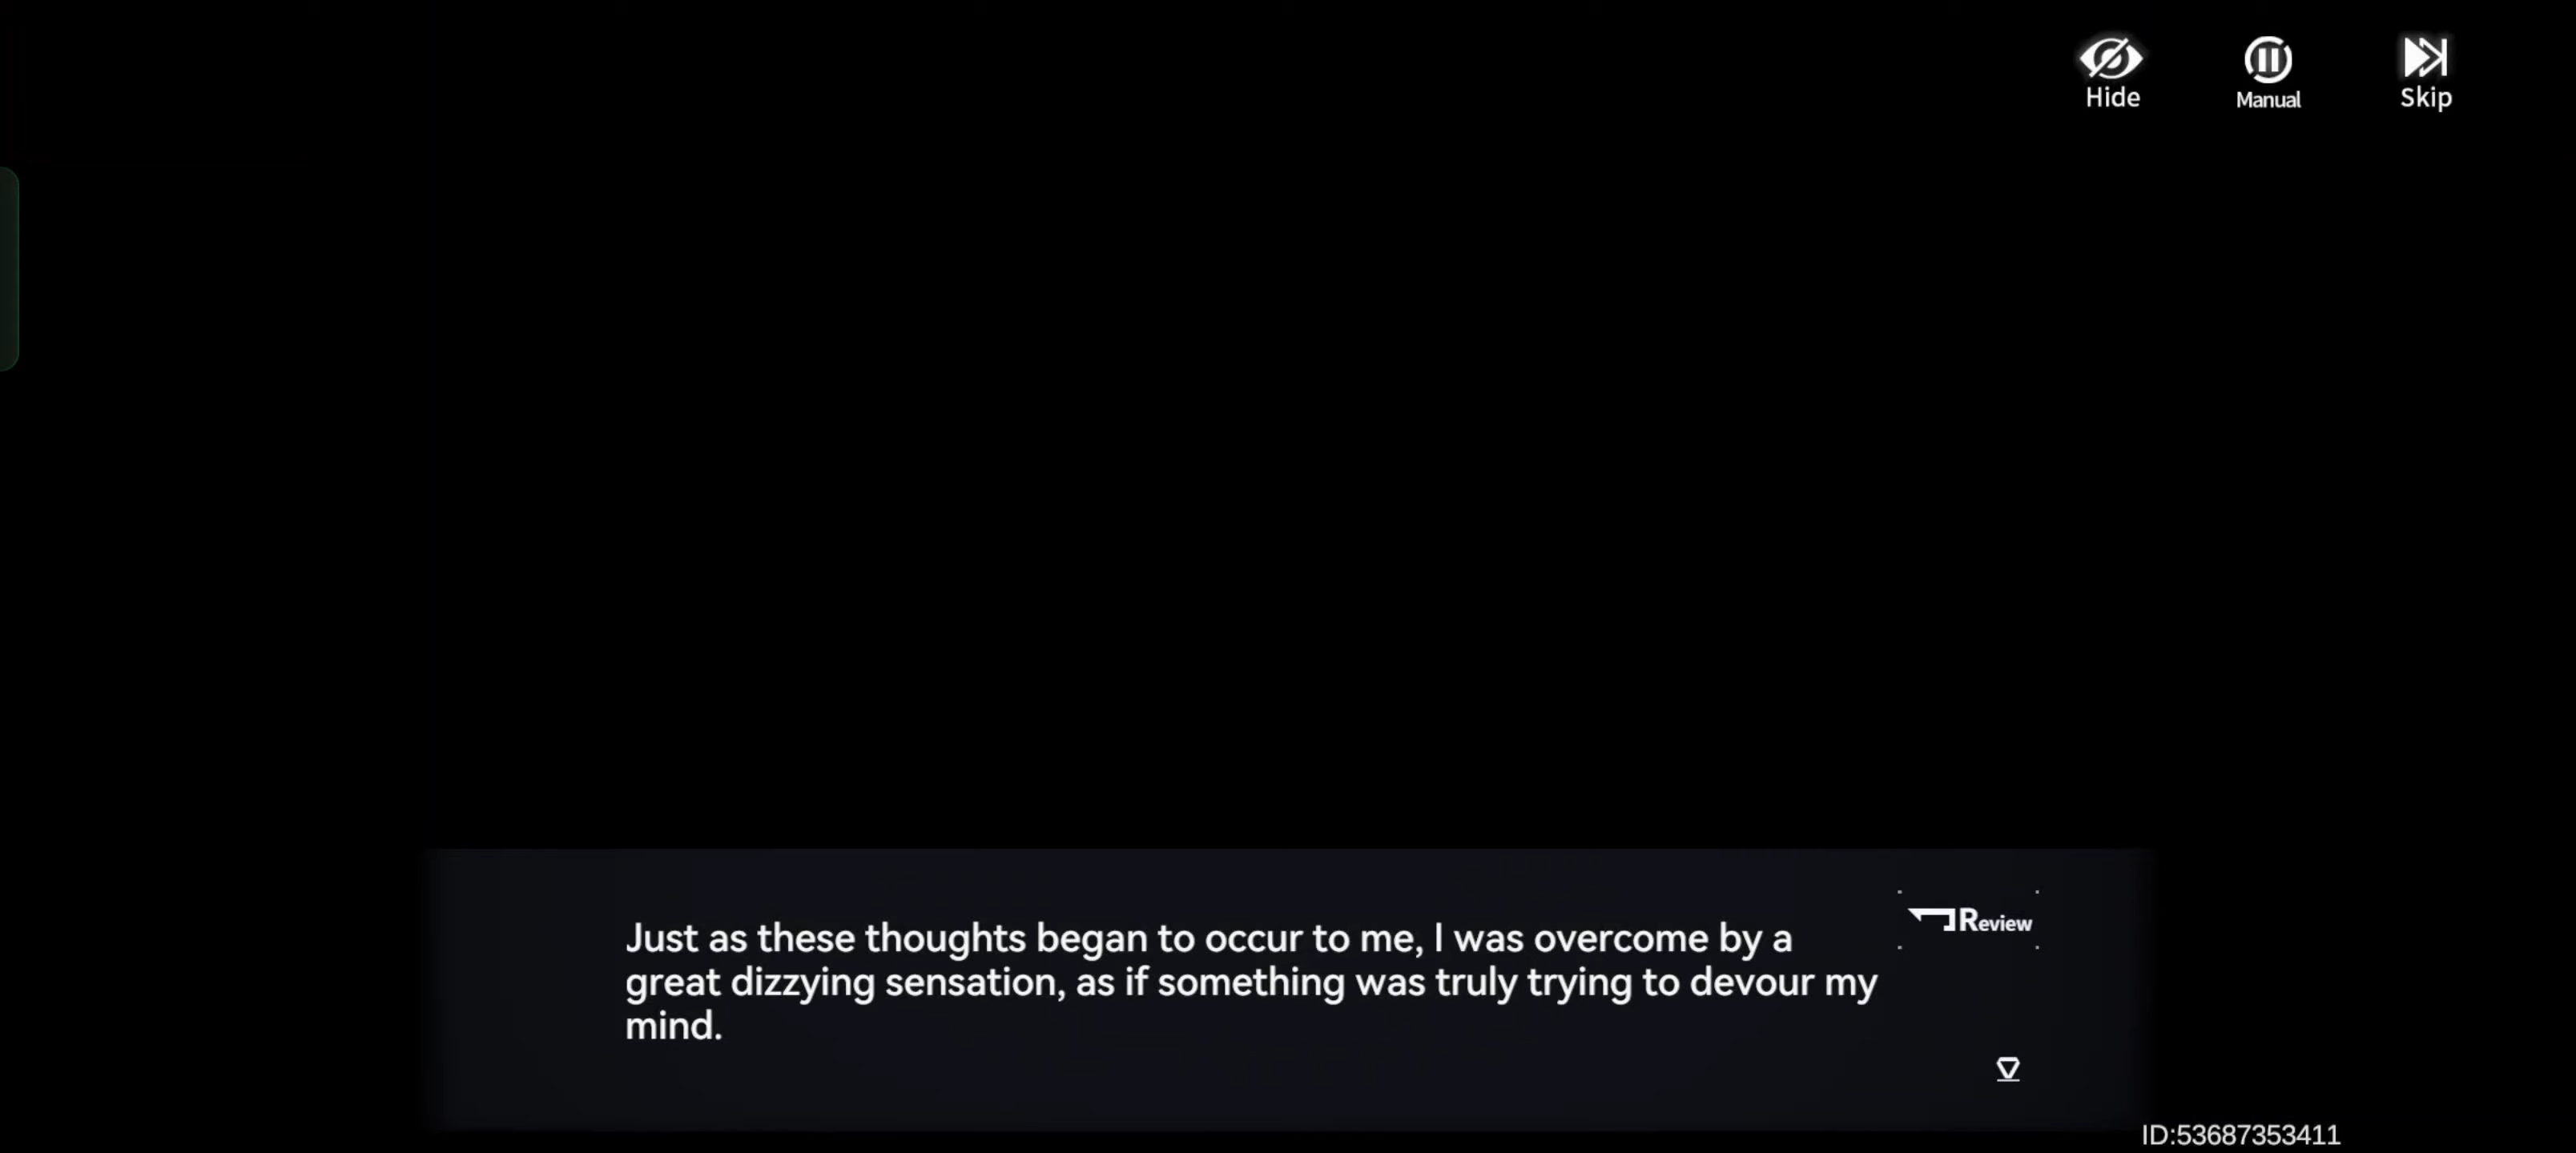 Hide
Manual
Skip
Just as these thoughts began to occur to me, I was overcome by a
great dizzying sensation, as if something was truly trying to devour my
mind.
Review
ID:53687353411